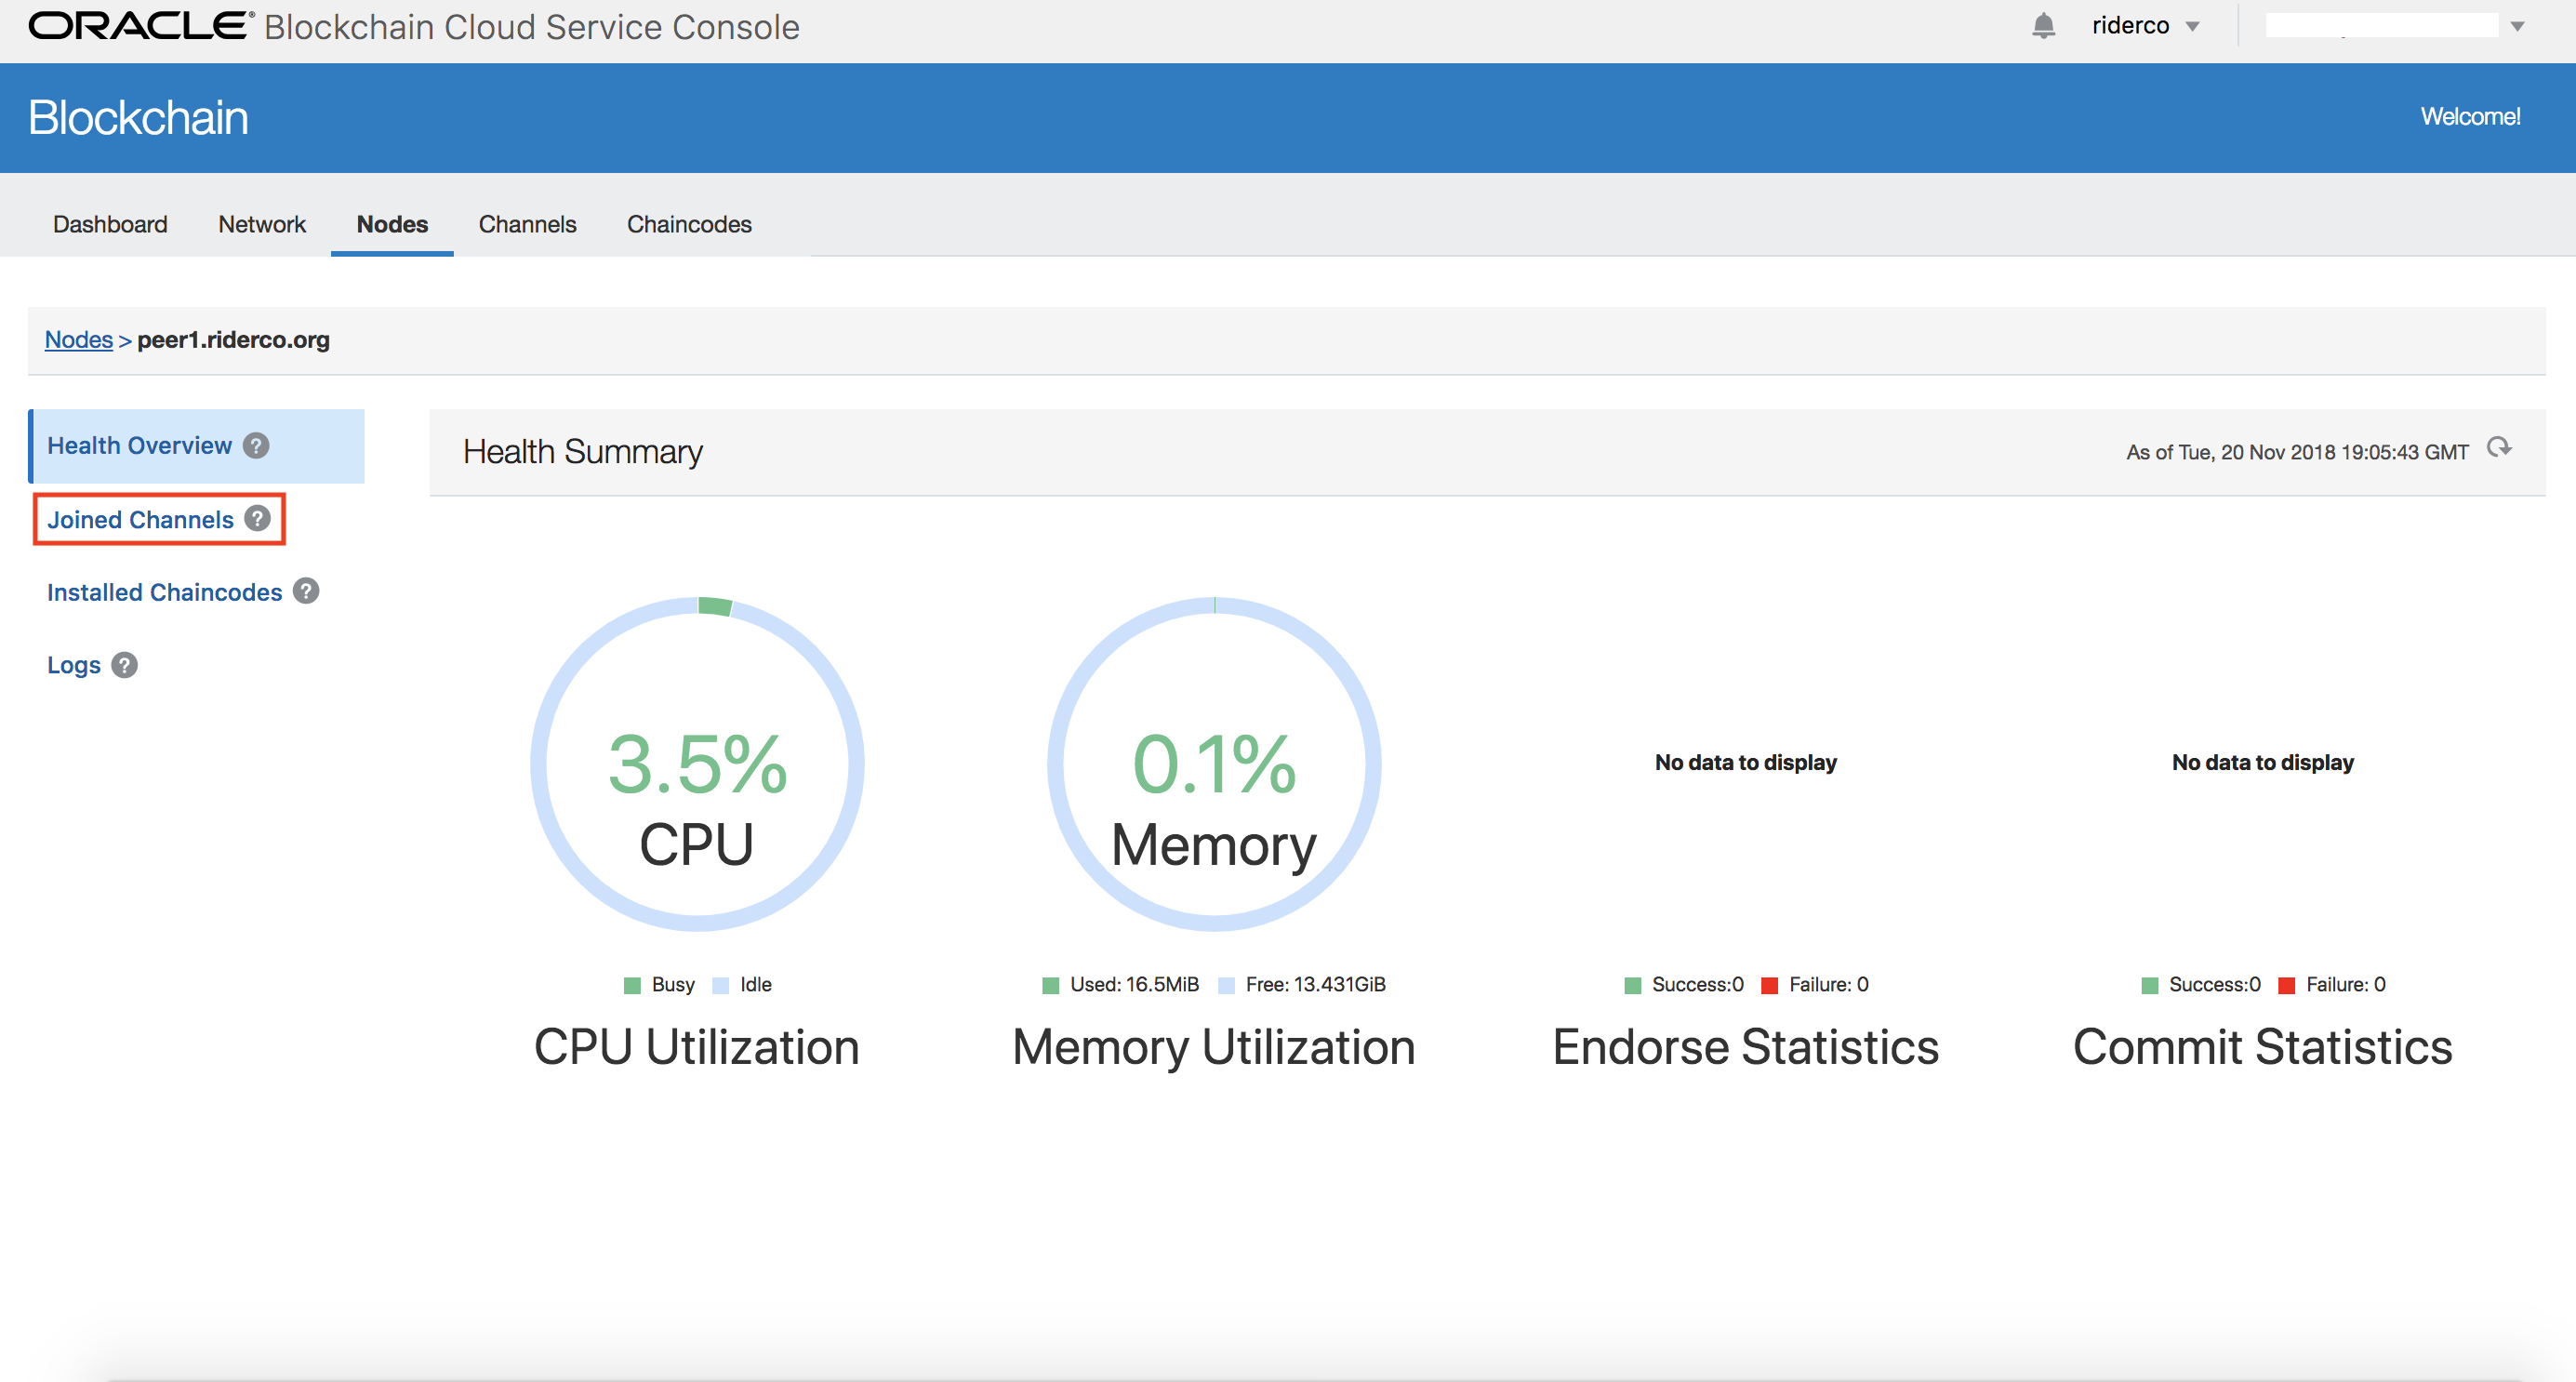 ORACLE® Blockchain Cloud Service Console
riderco
Blockchain
Welcome!
Dashboard Network Nodes Channels Chaincodes
Nodes > peer1.riderco.org
Health Overview ?
Health Summary
As of Tue, 20 Nov 2018 19:05:43 GMT
Joined Channels ?
Installed Chaincodes ?
Logs ?
3.5%
CPU
0.1%
Memory
No data to display
No data to display
Busy Idle
Used: 16.5MiB Free: 13.431GiB
Success:0 Failure: 0
Success:0 Failure: 0
CPU Utilization
Memory Utilization
Endorse Statistics
Commit Statistics